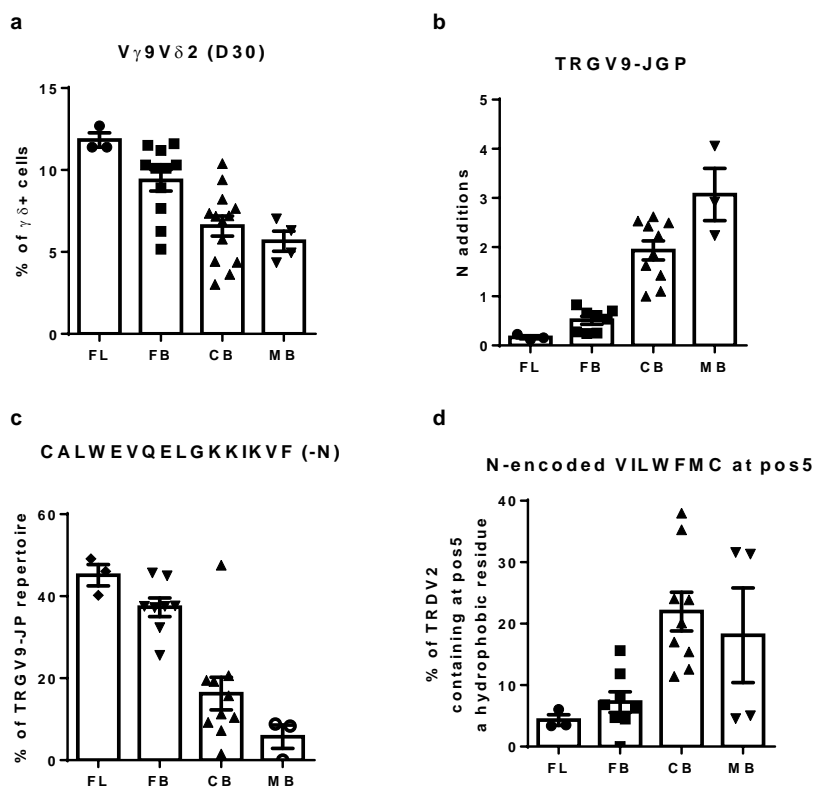 a
Vγ9Vδ2 (D30)
% of γδ+ cells
15
10
5
0
FL FB CB MB
b
TRGV9-JGP
N additions
5
4
3
2
1
0
FL FB CB MB
c
CALWEVQELGKKIKVF (-N)
% of TRGV9-JP repertoire
60
40
20
0
FL FB CB MB
d
N-encoded VILWFMC at pos5
% of TRDV2
containing at pos5
a hydrophobic residue
40
30
20
10
0
FL FB CB MB